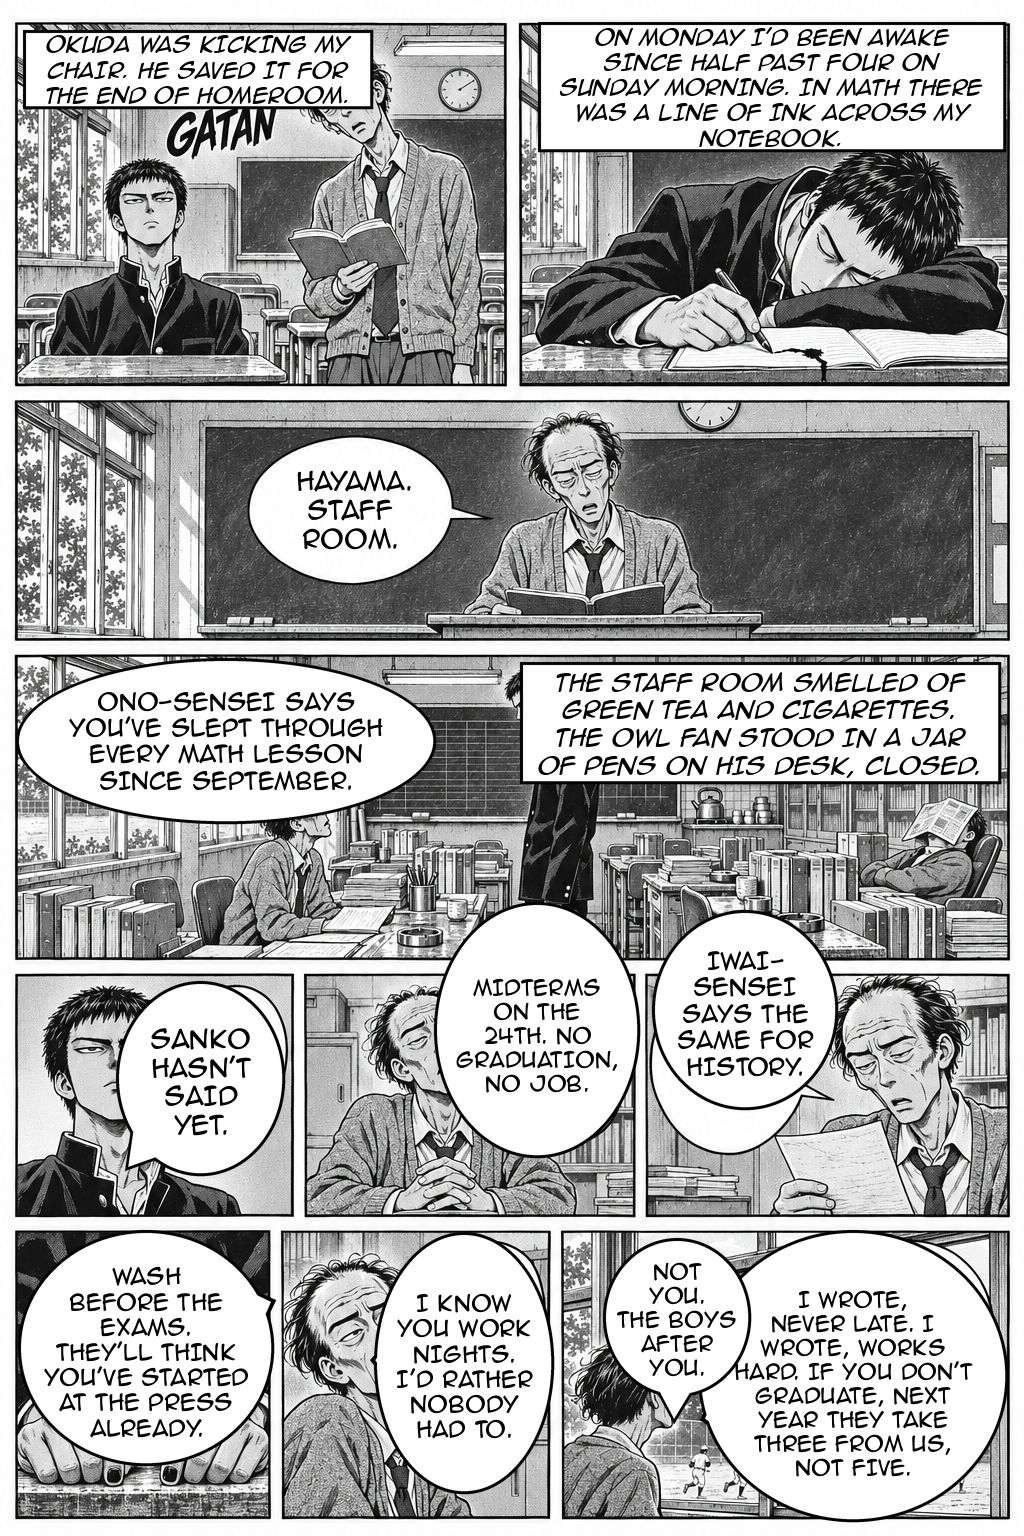 OKUDA WAS KICKING MY
CHAIR. HE SAVED IT FOR
THE END OF HOMEROOM.
GATAN
ON MONDAY I'D BEEN AWAKE
SINCE HALF PAST FOUR ON
SUNDAY MORNING. IN MATH THERE
WAS A LINE OF INK ACROSS MY
NOTEBOOK.
HAYAMA.
STAFF
ROOM.
ONO-SENSEI SAYS
YOU'VE SLEPT THROUGH
EVERY MATH LESSON
SINCE SEPTEMBER.
THE STAFF ROOM SMELLED OF
GREEN TEA AND CIGARETTES.
THE OWL FAN STOOD IN A JAR
OF PENS ON HIS DESK, CLOSED.
SANKO
HASN'T
SAID
YET.
MIDTERMS
ON THE
24TH. NO
GRADUATION,
NO JOB.
IWAI-
SENSEI
SAYS THE
SAME FOR
HISTORY.
WASH
BEFORE THE
EXAMS.
THEY'LL THINK
YOU'VE STARTED
AT THE PRESS
ALREADY.
I KNOW
YOU WORK
NIGHTS.
I'D RATHER
NOBODY
HAD TO.
NOT
YOU.
THE BOYS
AFTER
YOU.
I WROTE,
NEVER LATE. I
WROTE, WORKS
HARD. IF YOU DON'T
GRADUATE, NEXT
YEAR THEY TAKE
THREE FROM US,
NOT FIVE.